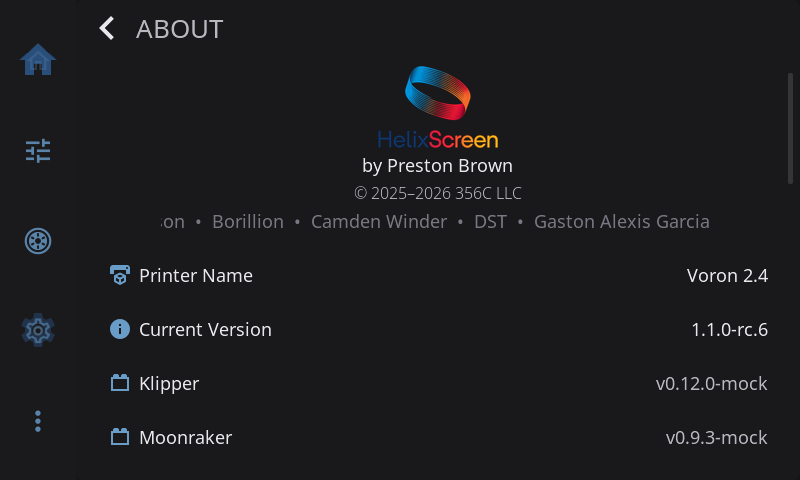 ABOUT
HelixScreen
by Preston Brown
© 2025–2026 356C LLC
on • Borillion • Camden Winder • DST • Gaston Alexis Garcia
Printer Name Voron 2.4
Current Version 1.1.0-rc.6
Klipper v0.12.0-mock
Moonraker v0.9.3-mock